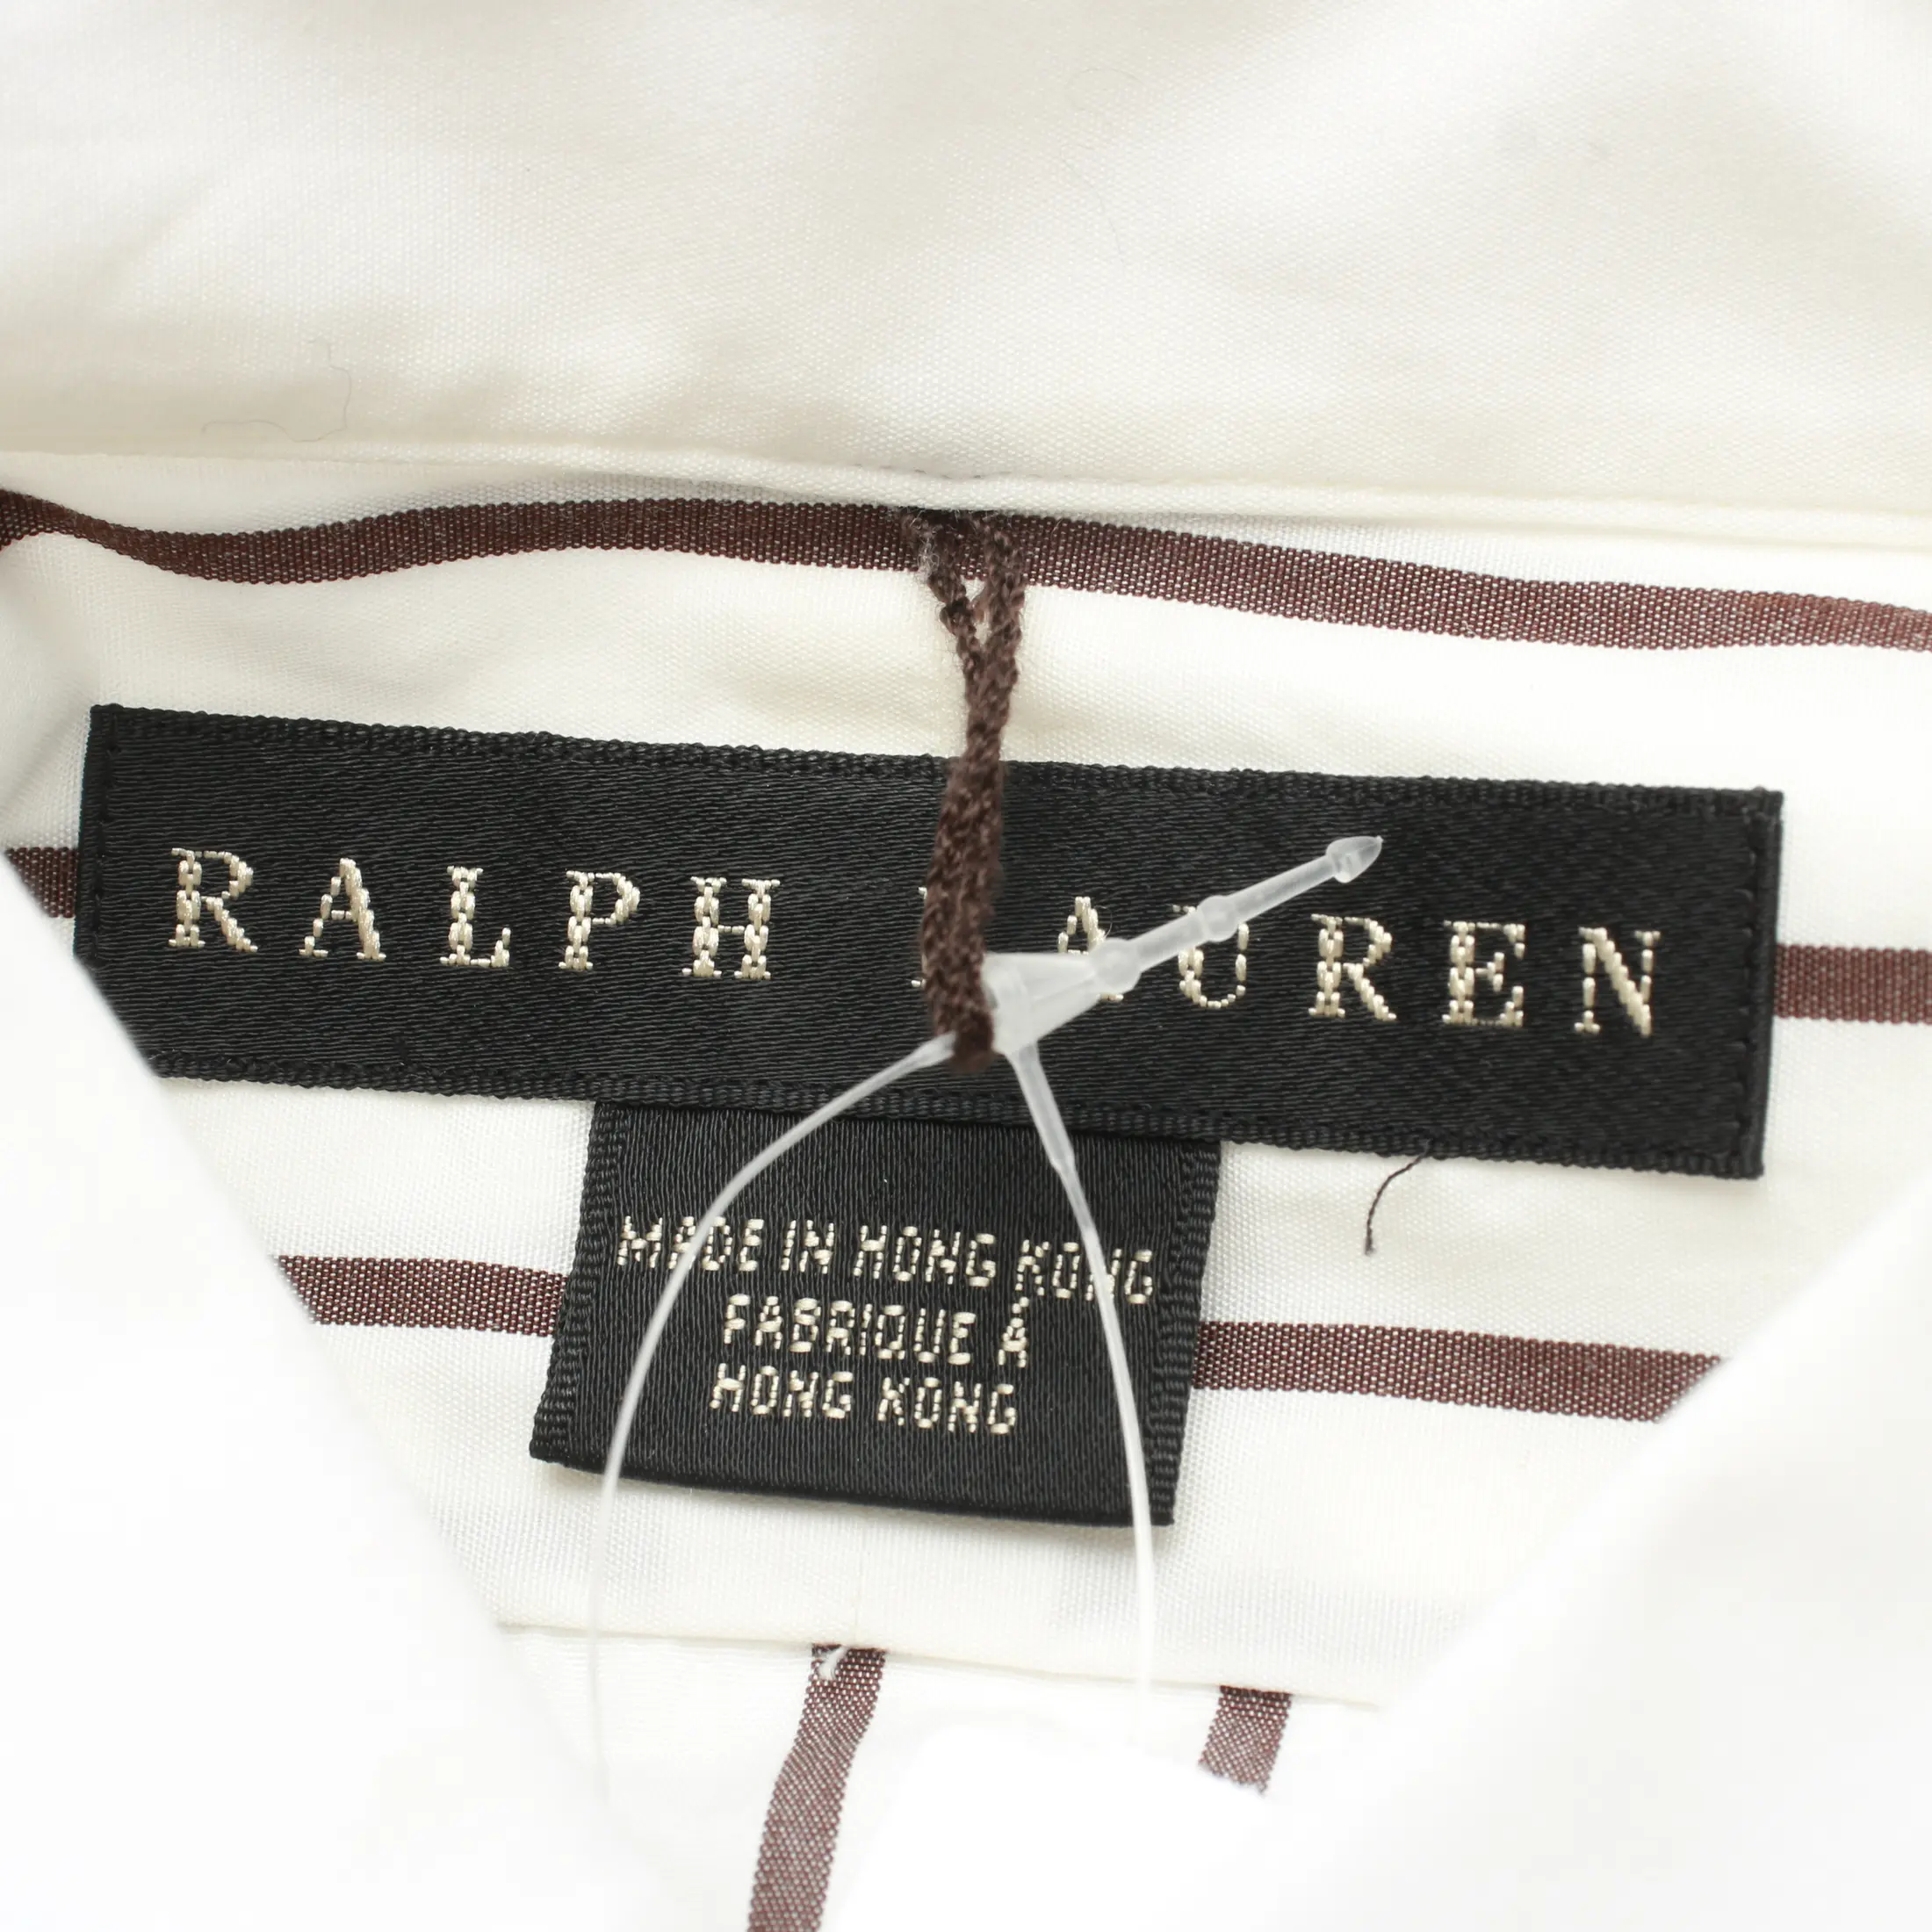 RALPH LAUREN
MADE IN HONG KONG
FABRIQUE À
HONG KONG